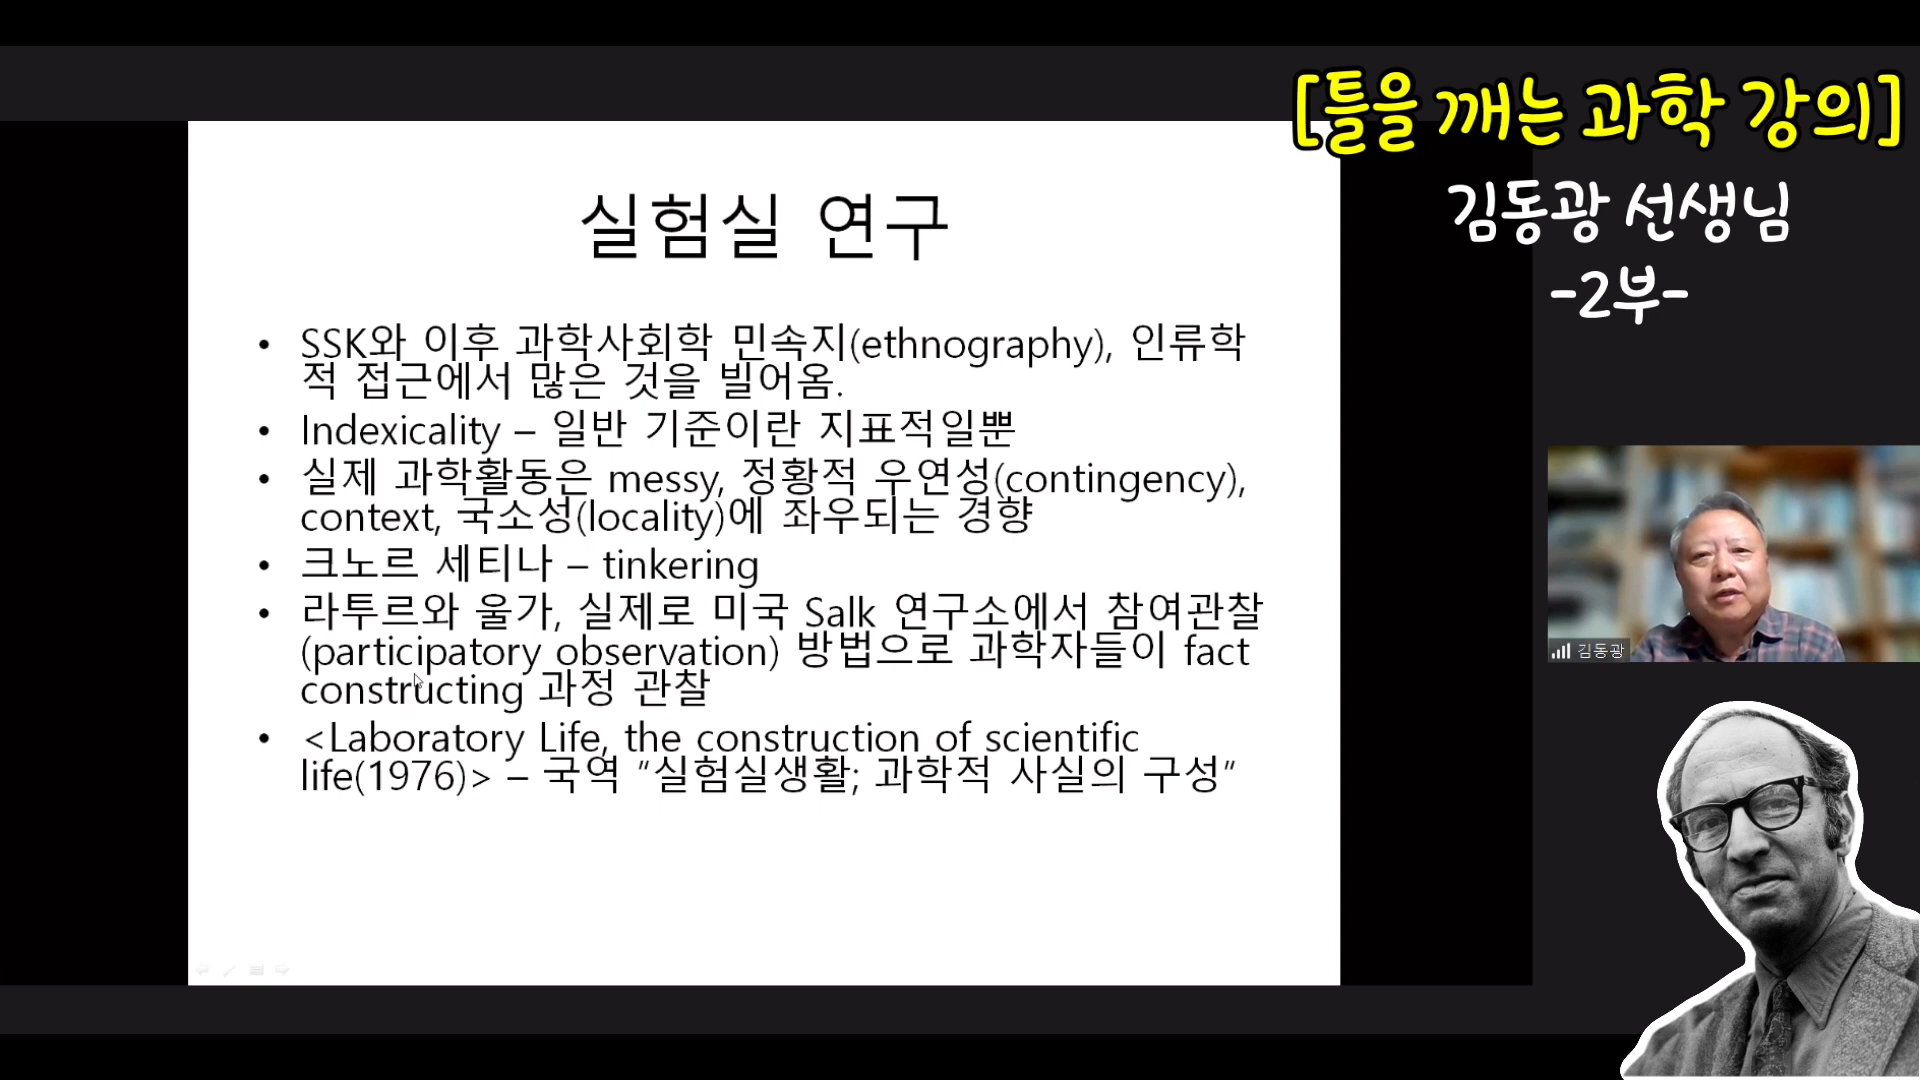 [틀을 깨는 과학 강의]
김동광 선생님
-2부-
실험실 연구
• SSK와 이후 과학사회학 민속지(ethnography), 인류학
적 접근에서 많은 것을 빌어옴.
• Indexicality – 일반 기준이란 지표적일뿐
• 실제 과학활동은 messy, 정황적 우연성(contingency),
context, 국소성(locality)에 좌우되는 경향
• 크노르 세티나 – tinkering
• 라투르와 울가, 실제로 미국 Salk 연구소에서 참여관찰
(participatory observation) 방법으로 과학자들이 fact
constructing 과정 관찰
• <Laboratory Life, the construction of scientific
life(1976)> – 국역 "실험실생활; 과학적 사실의 구성"
김동광